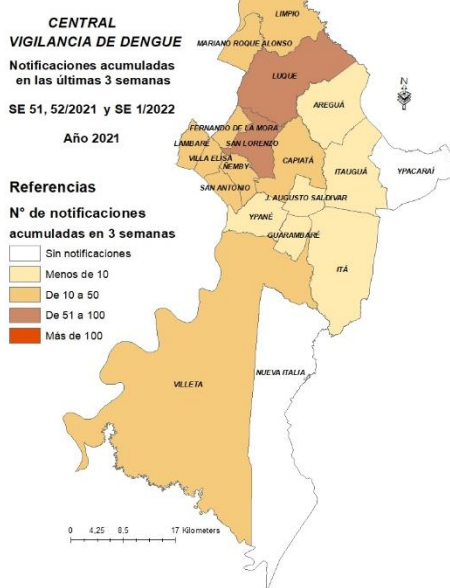 CENTRAL
VIGILANCIA DE DENGUE
Notificaciones acumuladas
en las últimas 3 semanas
SE 51, 52/2021 y SE 1/2022
Año 2021
Referencias
N° de notificaciones
acumuladas en 3 semanas
Sin notificaciones
Menos de 10
De 10 a 50
De 51 a 100
Más de 100
LIMPIO
MARIANO ROQUE ALONSO
LUQUE
N
AREGUÁ
FERNANDO DE LA MORA
LAMBARÉ
SAN LORENZO
VILLA ELISA
ÑEMBY
CAPIATÁ
ITAUGUÁ
YPACARAÍ
SAN ANTONIO
J. AUGUSTO SALDIVAR
YPANÉ
GUARAMBARÉ
ITÁ
NUEVA ITALIA
VILLETA
0 4,25 8,5 17 Kilometers